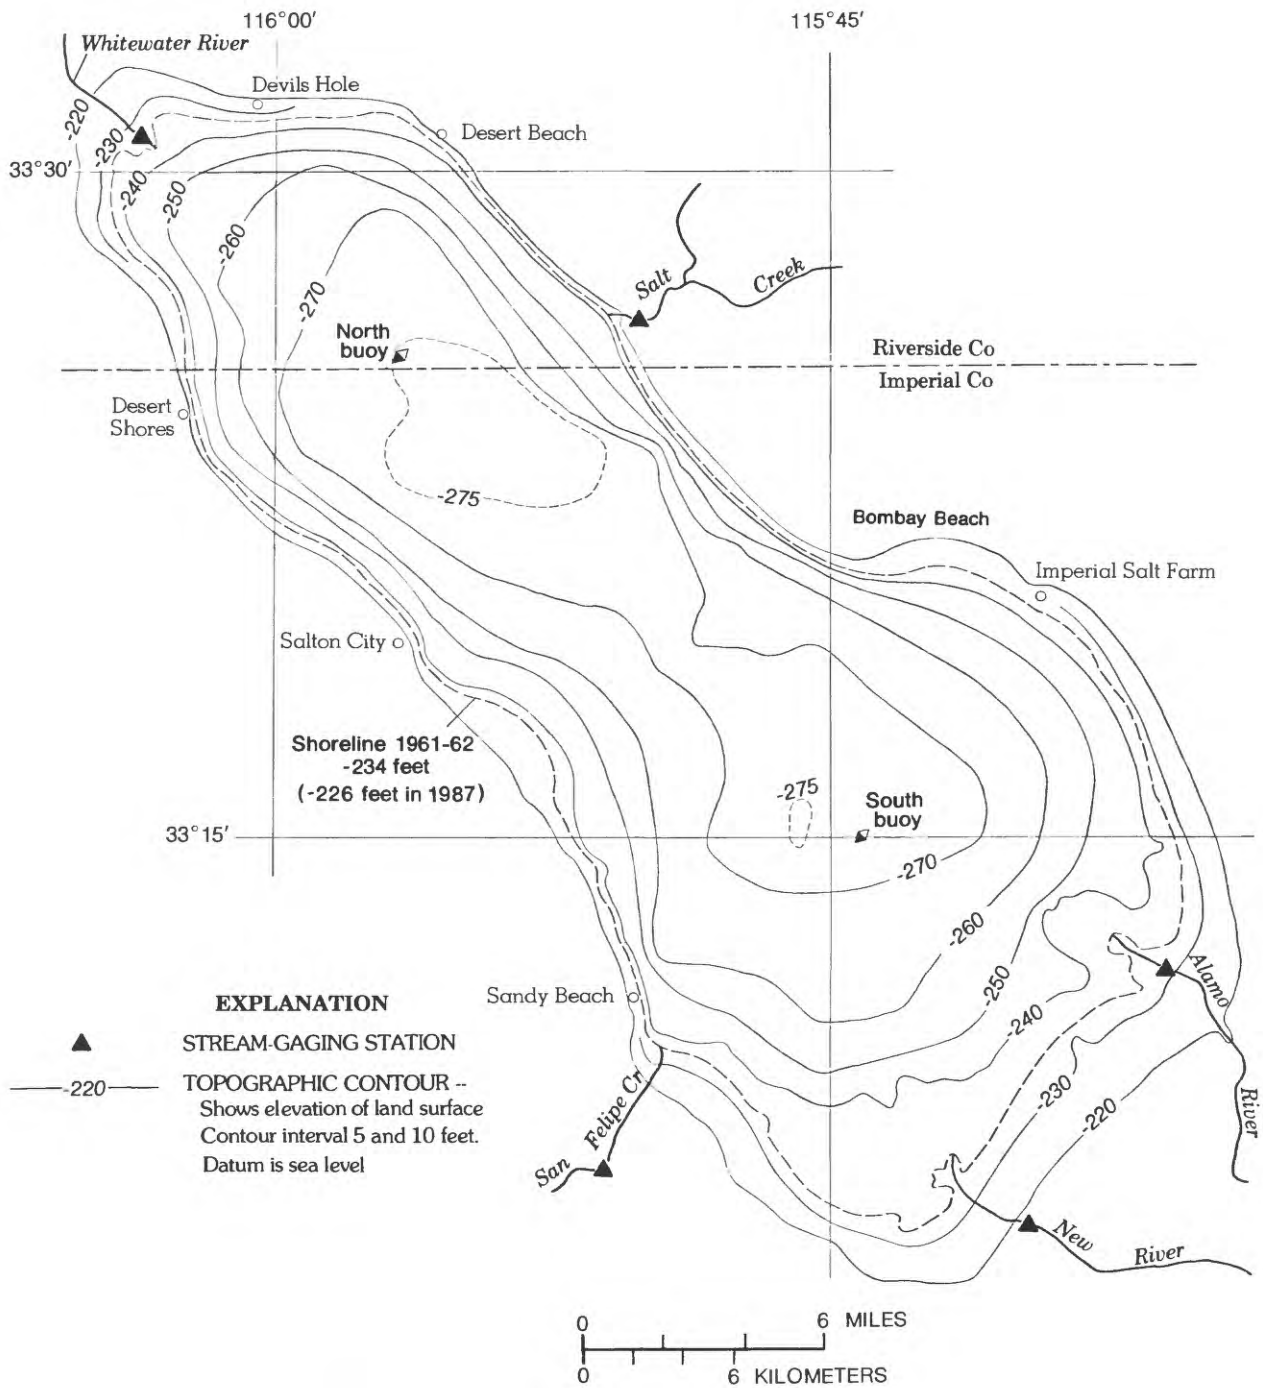 116°00′
115°45′
Whitewater River
Devils Hole
Desert Beach
-220
-230
33°30′
-240
-250
-260
-270
Salt
Creek
North
buoy
Riverside Co
Imperial Co
Desert
Shores
-275
Bombay Beach
Imperial Salt Farm
Salton City
Shoreline 1961-62
-234 feet
(-226 feet in 1987)
-275
South
buoy
33°15′
-270
-260
-250
-240
-230
-220
Alamo
River
Sandy Beach
EXPLANATION
STREAM-GAGING STATION
-220
TOPOGRAPHIC CONTOUR --
Shows elevation of land surface
Contour interval 5 and 10 feet.
Datum is sea level
San Felipe Cr
New River
0 6 MILES
0 6 KILOMETERS